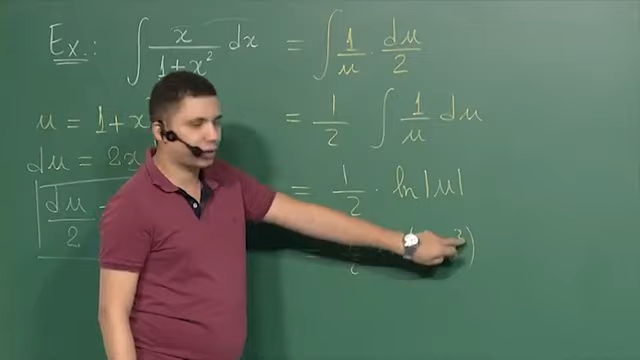 Ex.: ∫ x/(1+x²) dx = ∫ 1/u · du/2
u = 1+x
= 1/2 ∫ 1/u du
du = 2x
= 1/2 · ln|u|
du/2
=
2)